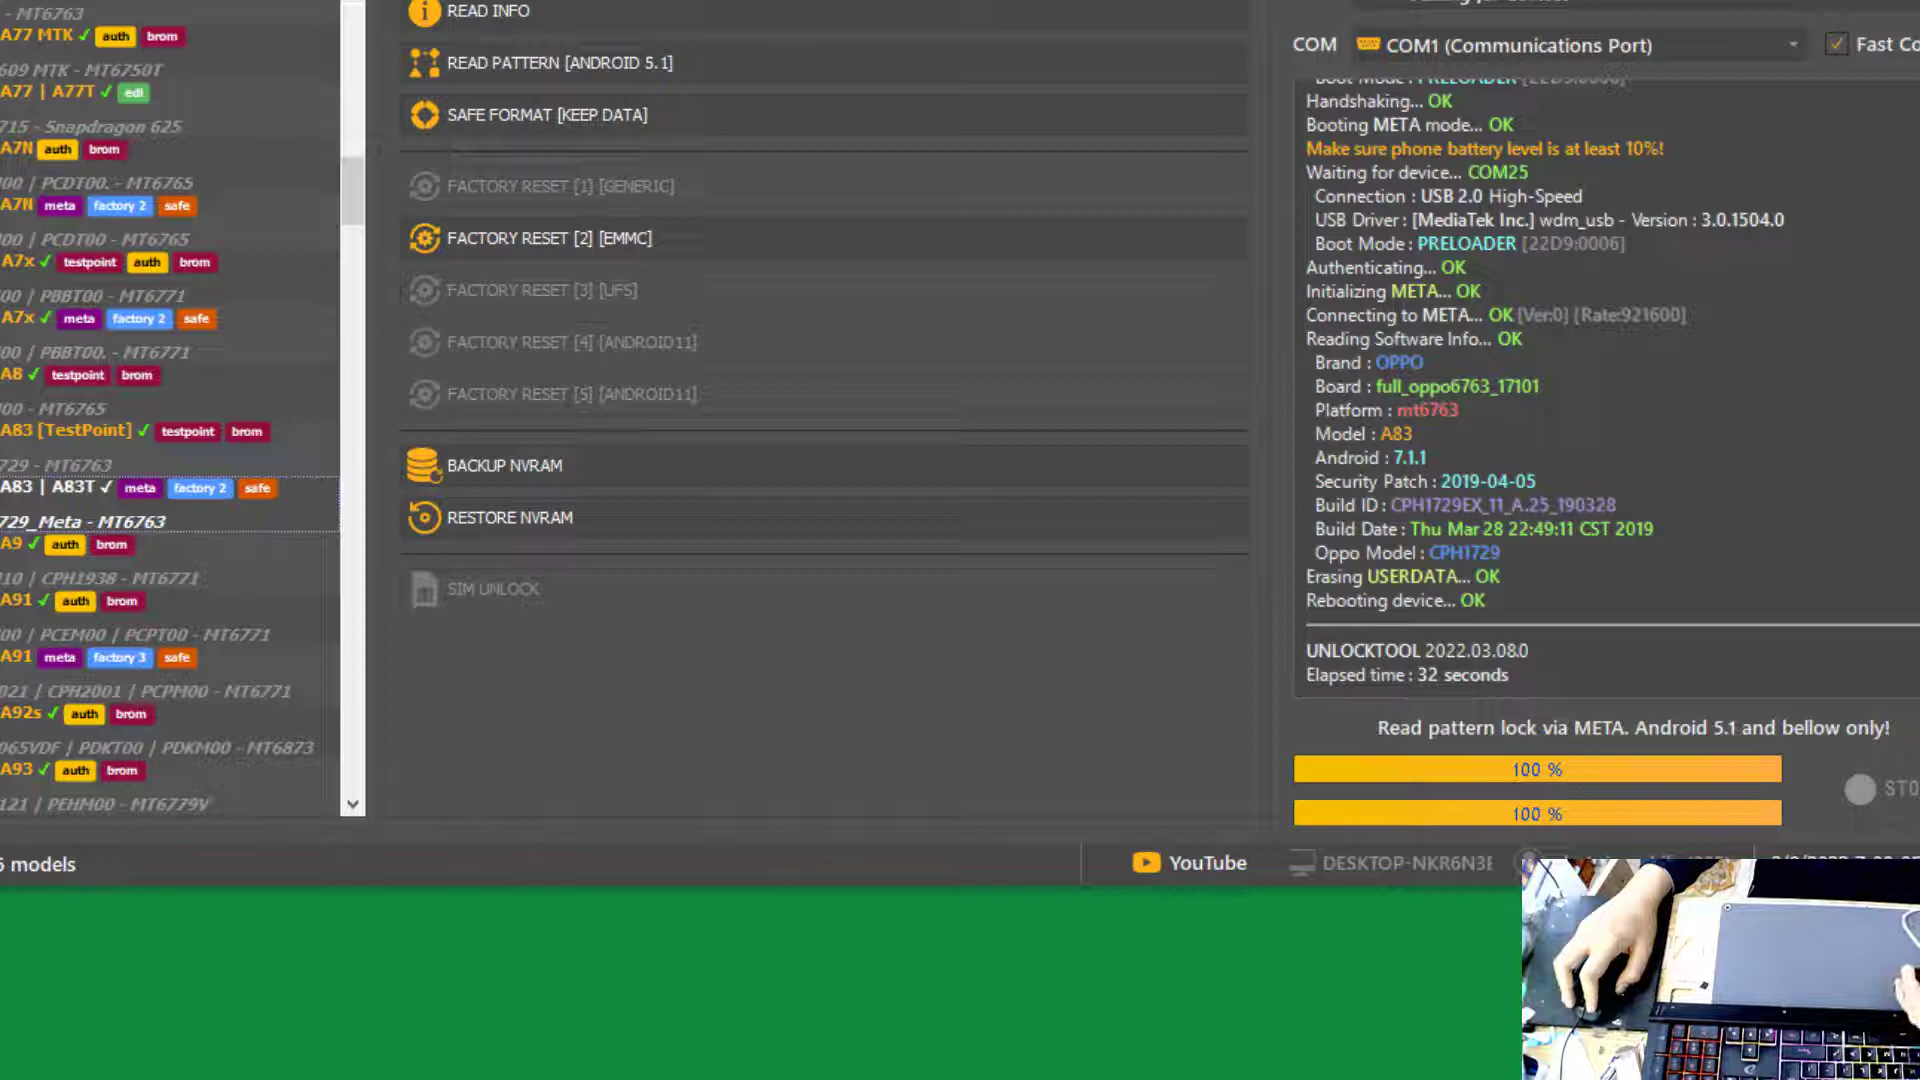 - MT6763
A77 MTK ✓ auth brom
609 MTK - MT6750T
A77 | A77T ✓ edl
715 - Snapdragon 625
A7N auth brom
00 | PCDT00. - MT6765
A7N meta factory 2 safe
00 | PCDT00 - MT6765
A7x ✓ testpoint auth brom
00 | PBBT00 - MT6771
A7x ✓ meta factory 2 safe
00 | PBBT00. - MT6771
A8 ✓ testpoint brom
00 - MT6765
A83 [TestPoint] ✓ testpoint brom
729 - MT6763
A83 | A83T ✓ meta factory 2 safe
729_Meta - MT6763
A9 ✓ auth brom
10 | CPH1938 - MT6771
A91 ✓ auth brom
00 | PCEM00 | PCPT00 - MT6771
A91 meta factory 3 safe
021 | CPH2001 | PCPM00 - MT6771
A92s ✓ auth brom
065VDF | PDKT00 | PDKM00 - MT6873
A93 ✓ auth brom
121 | PEHM00 - MT6779V
READ INFO
READ PATTERN [ANDROID 5.1]
SAFE FORMAT [KEEP DATA]
FACTORY RESET [1] [GENERIC]
FACTORY RESET [2] [EMMC]
FACTORY RESET [3] [UFS]
FACTORY RESET [4] [ANDROID11]
FACTORY RESET [5] [ANDROID11]
BACKUP NVRAM
RESTORE NVRAM
SIM UNLOCK
COM COM1 (Communications Port) Fast Co
Boot Mode : PRELOADER [22D9:0006]
Handshaking... OK
Booting META mode... OK
Make sure phone battery level is at least 10%!
Waiting for device... COM25
Connection : USB 2.0 High-Speed
USB Driver : [MediaTek Inc.] wdm_usb - Version : 3.0.1504.0
Boot Mode : PRELOADER [22D9:0006]
Authenticating... OK
Initializing META... OK
Connecting to META... OK [Ver:0] [Rate:921600]
Reading Software Info... OK
Brand : OPPO
Board : full_oppo6763_17101
Platform : mt6763
Model : A83
Android : 7.1.1
Security Patch : 2019-04-05
Build ID : CPH1729EX_11_A.25_190328
Build Date : Thu Mar 28 22:49:11 CST 2019
Oppo Model : CPH1729
Erasing USERDATA... OK
Rebooting device... OK
UNLOCKTOOL 2022.03.08.0
Elapsed time : 32 seconds
Read pattern lock via META. Android 5.1 and bellow only!
100 %
STO
100 %
models
YouTube
DESKTOP-NKR6N3E